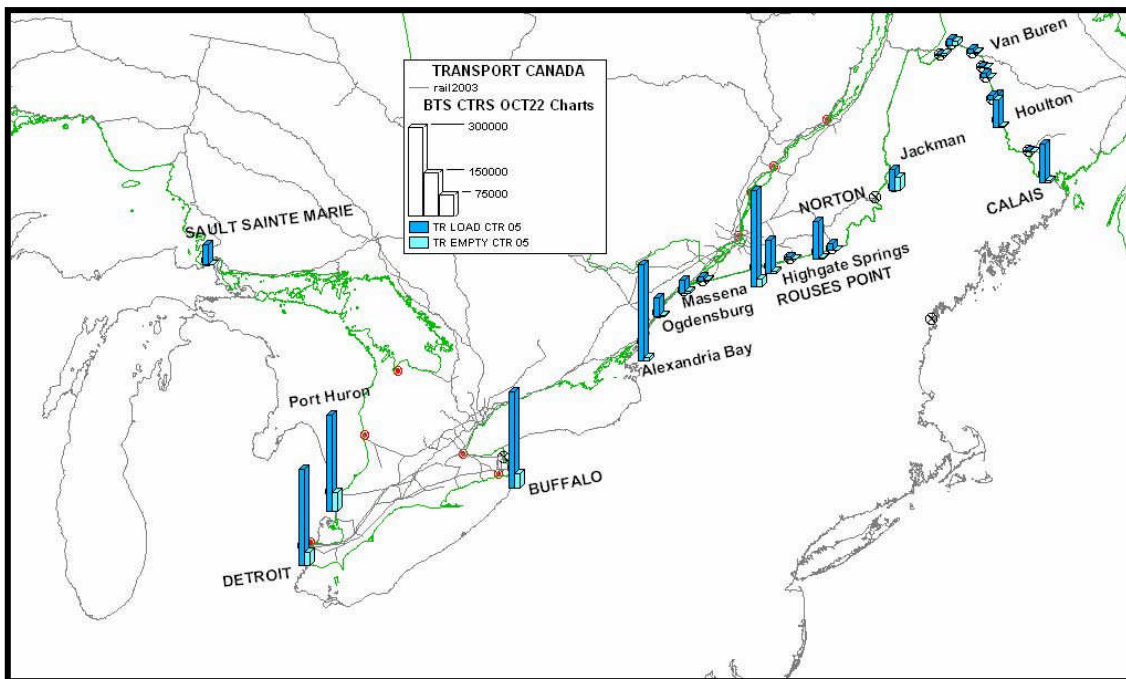 TRANSPORT CANADA
rail2003
BTS CTRS OCT22 Charts
300000
150000
75000
TR LOAD CTR 05
TR EMPTY CTR 05
Van Buren
Houlton
Jackman
CALAIS
NORTON
SAULT SAINTE MARIE
Highgate Springs
ROUSES POINT
Massena
Ogdensburg
Alexandria Bay
Port Huron
BUFFALO
DETROIT